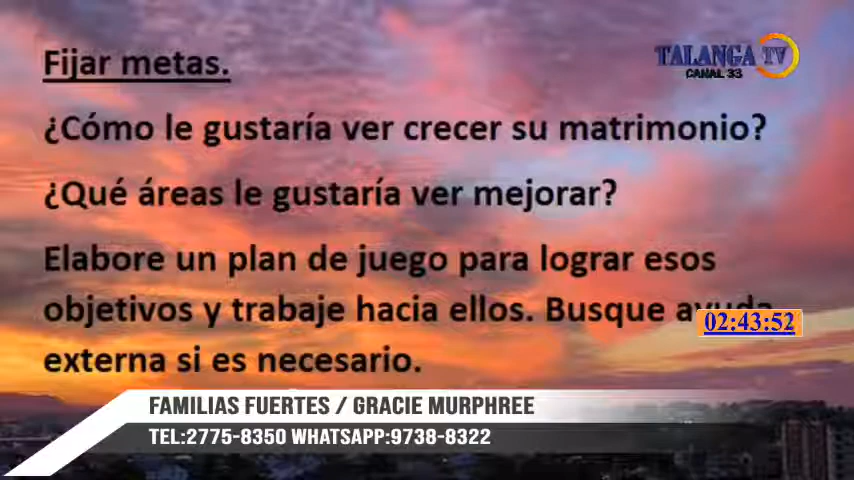 Fijar metas.
TALANGA TV
CANAL 33
¿Cómo le gustaría ver crecer su matrimonio?
¿Qué áreas le gustaría ver mejorar?
Elabore un plan de juego para lograr esos
objetivos y trabaje hacia ellos. Busque ayuda
02:43:52
externa si es necesario.
FAMILIAS FUERTES / GRACIE MURPHREE
TEL:2775-8350 WHATSAPP:9738-8322